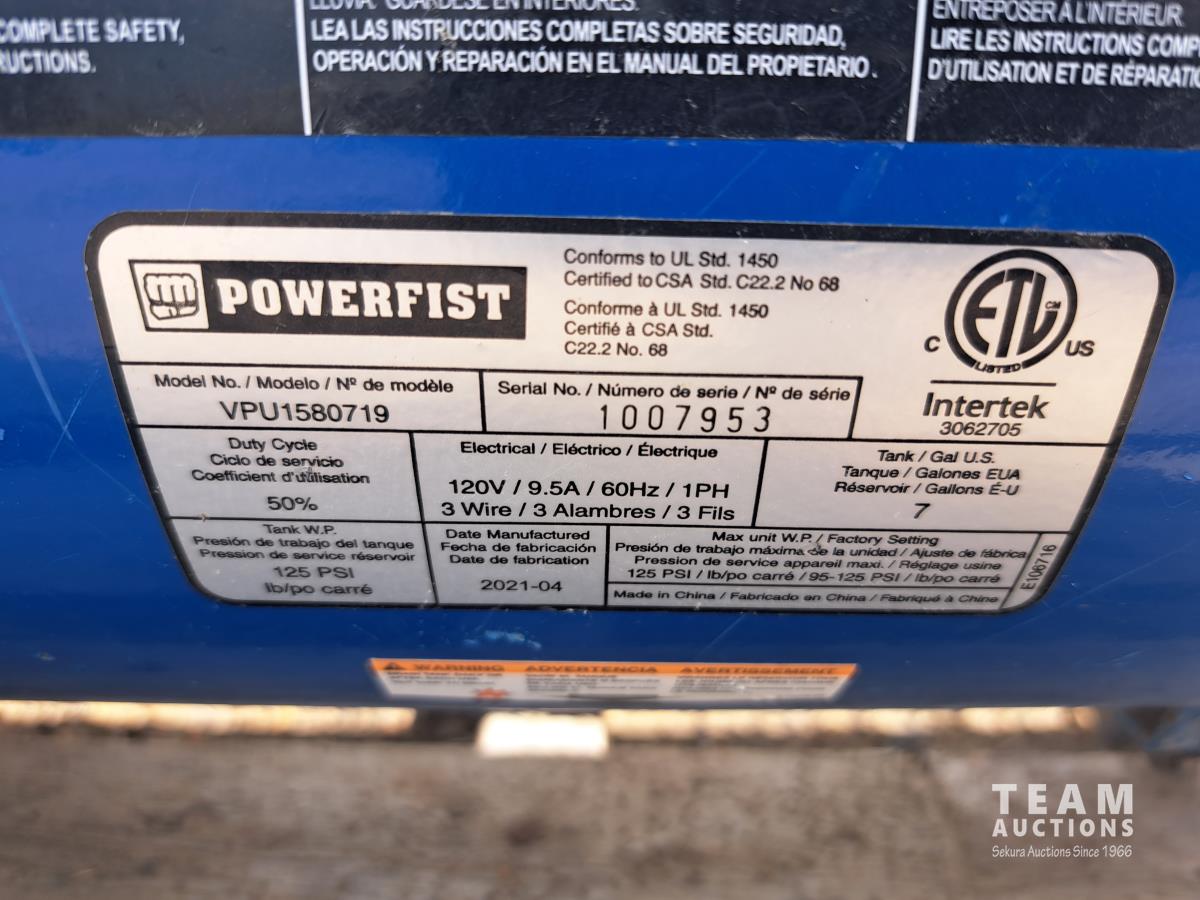 COMPLETE SAFETY,
RUCTIONS.
LLUVIA. GUÁRDESE EN INTERIORES.
LEA LAS INSTRUCCIONES COMPLETAS SOBRE SEGURIDAD,
OPERACIÓN Y REPARACIÓN EN EL MANUAL DEL PROPIETARIO.
ENTREPOSER A L'INTÉRIEUR.
LIRE LES INSTRUCTIONS COMP
D'UTILISATION ET DE RÉPARATIO
POWERFIST
Conforms to UL Std. 1450
Certified to CSA Std. C22.2 No 68
Conforme à UL Std. 1450
Certifié à CSA Std.
C22.2 No. 68
ETL CM
C US
LISTED
Intertek
3062705
Model No. / Modelo / Nº de modèle
VPU1580719
Serial No. / Número de serie / Nº de série
1007953
Duty Cycle
Ciclo de servicio
Coefficient d'utilisation
50%
Electrical / Eléctrico / Électrique
120V / 9.5A / 60Hz / 1PH
3 Wire / 3 Alambres / 3 Fils
Tank / Gal U.S.
Tanque / Galones EUA
Réservoir / Gallons É-U
7
Tank W.P.
Presión de trabajo del tanque
Pression de service réservoir
125 PSI
lb/po carré
Date Manufactured
Fecha de fabricación
Date de fabrication
2021-04
Max unit W.P. / Factory Setting
Presión de trabajo máxima de la unidad / Ajuste de fábrica
Pression de service appareil maxi. / Réglage usine
125 PSI / lb/po carré / 95-125 PSI / lb/po carré
Made in China / Fabricado en China / Fabriqué à Chine
E106716
WARNING ADVERTENCIA AVERTISSEMENT
TEAM
AUCTIONS
Sekura Auctions Since 1966